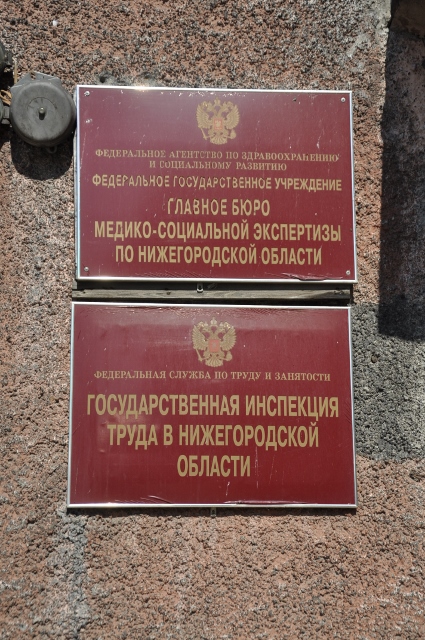 ФЕДЕРАЛЬНОЕ АГЕНТСТВО ПО ЗДРАВООХРАНЕНИЮ
И СОЦИАЛЬНОМУ РАЗВИТИЮ
ФЕДЕРАЛЬНОЕ ГОСУДАРСТВЕННОЕ УЧРЕЖДЕНИЕ
ГЛАВНОЕ БЮРО
МЕДИКО-СОЦИАЛЬНОЙ ЭКСПЕРТИЗЫ
ПО НИЖЕГОРОДСКОЙ ОБЛАСТИ
ФЕДЕРАЛЬНАЯ СЛУЖБА ПО ТРУДУ И ЗАНЯТОСТИ
ГОСУДАРСТВЕННАЯ ИНСПЕКЦИЯ
ТРУДА В НИЖЕГОРОДСКОЙ
ОБЛАСТИ